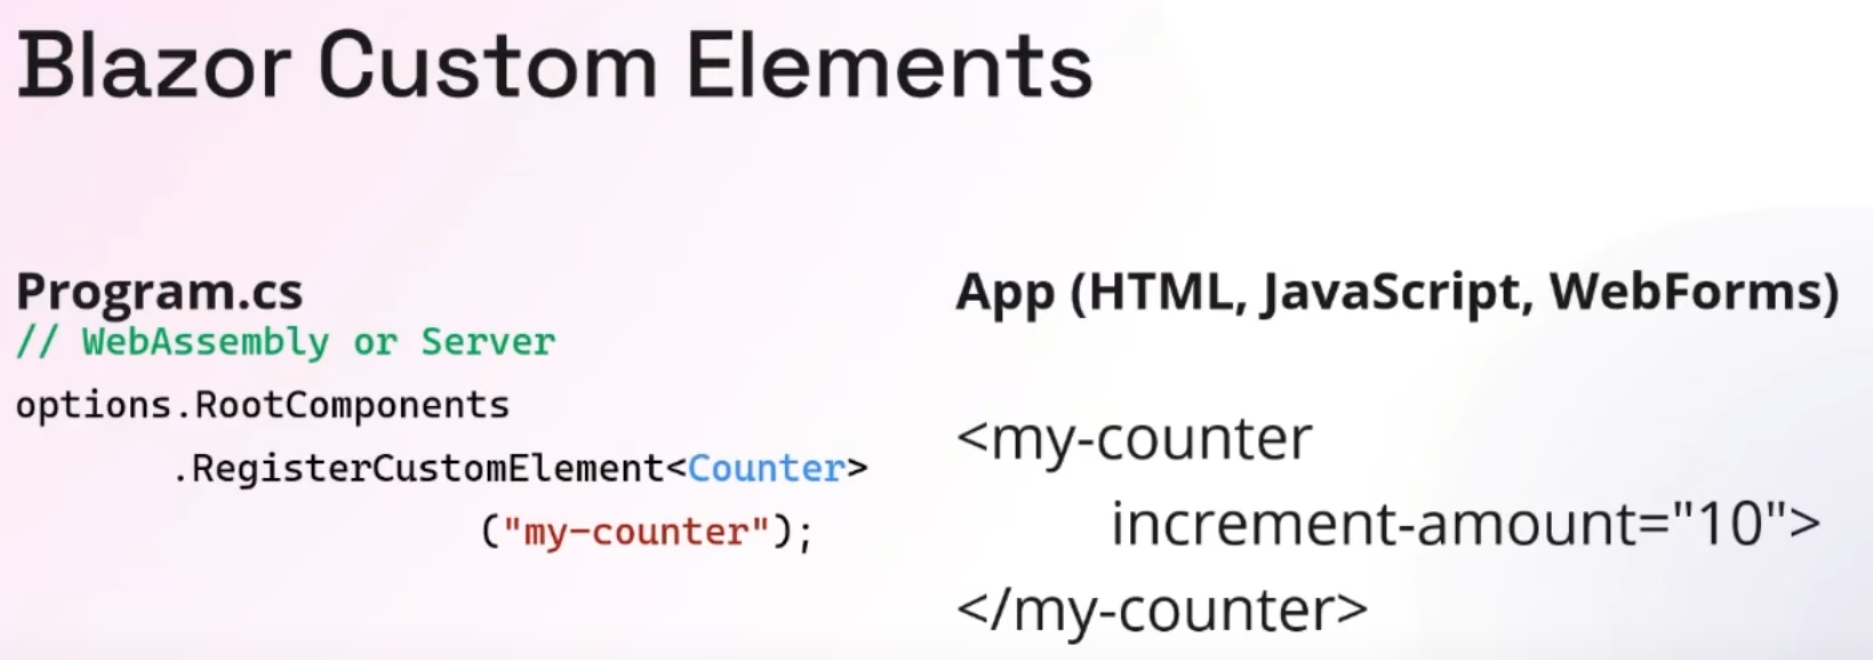 Blazor Custom Elements
Program.cs
// WebAssembly or Server
options.RootComponents
.RegisterCustomElement<Counter>
("my-counter");
App (HTML, JavaScript, WebForms)
<my-counter
increment-amount="10">
</my-counter>